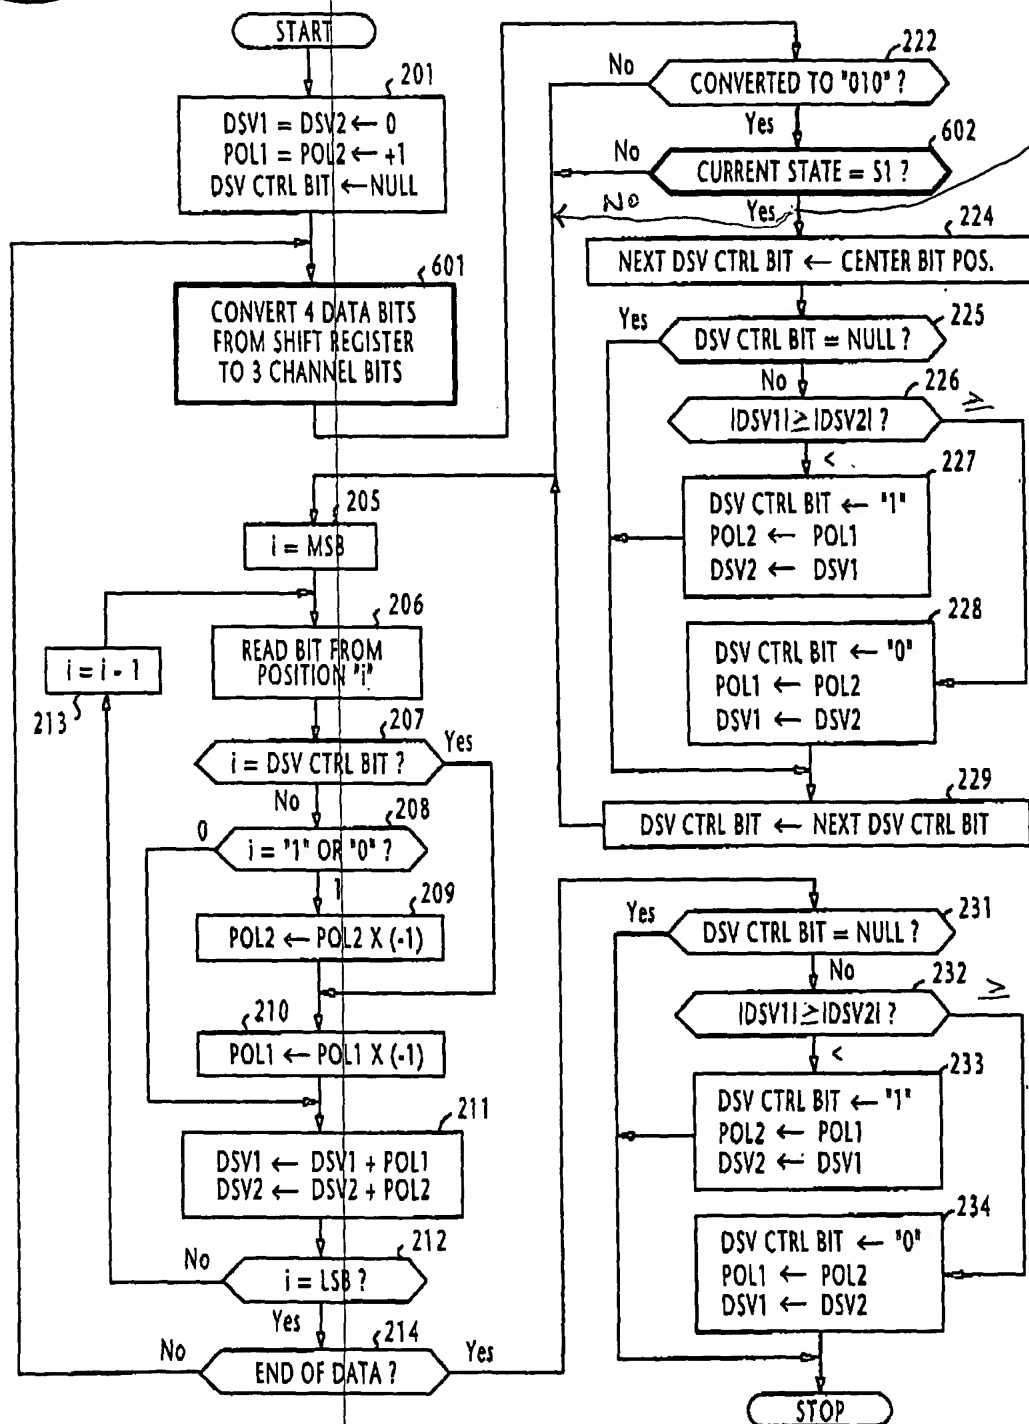 START
201
DSV1 = DSV2 ← 0
POL1 = POL2 ← +1
DSV CTRL BIT ← NULL
601
CONVERT 4 DATA BITS
FROM SHIFT REGISTER
TO 3 CHANNEL BITS
205
i = MSB
206
READ BIT FROM
POSITION "i"
i = i - 1
213
207
i = DSV CTRL BIT ?
Yes
No
208
i = "1" OR "0" ?
0
1
209
POL2 ← POL2 X (-1)
210
POL1 ← POL1 X (-1)
211
DSV1 ← DSV1 + POL1
DSV2 ← DSV2 + POL2
212
i = LSB ?
No
Yes
214
END OF DATA ?
No
Yes
222
CONVERTED TO "010" ?
No
Yes
602
CURRENT STATE = S1 ?
No
No
Yes
224
NEXT DSV CTRL BIT ← CENTER BIT POS.
225
DSV CTRL BIT = NULL ?
Yes
No
226
|DSV1| ≥ |DSV2| ?
≥
<
227
DSV CTRL BIT ← "1"
POL2 ← POL1
DSV2 ← DSV1
228
DSV CTRL BIT ← "0"
POL1 ← POL2
DSV1 ← DSV2
229
DSV CTRL BIT ← NEXT DSV CTRL BIT
231
DSV CTRL BIT = NULL ?
Yes
No
232
|DSV1| ≥ |DSV2| ?
≥
<
233
DSV CTRL BIT ← "1"
POL2 ← POL1
DSV2 ← DSV1
234
DSV CTRL BIT ← "0"
POL1 ← POL2
DSV1 ← DSV2
STOP